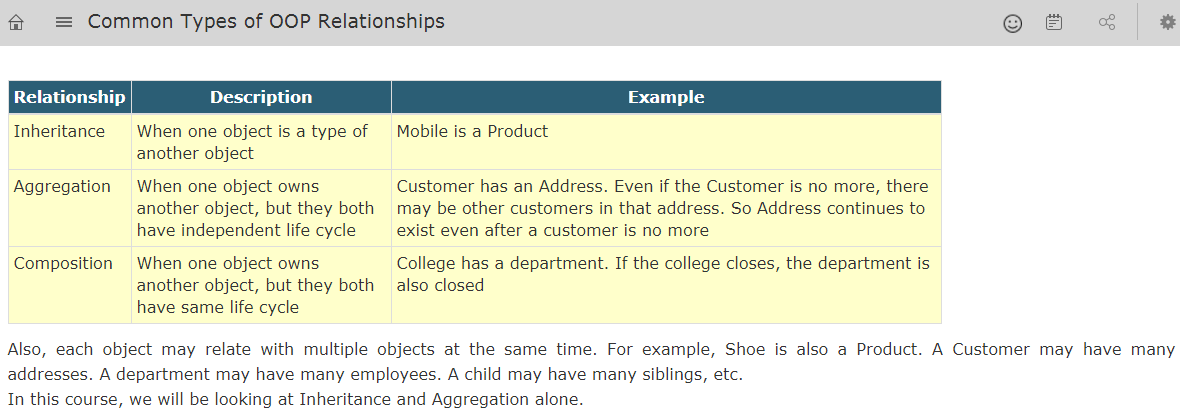 Common Types of OOP Relationships
Relationship Description Example
Inheritance When one object is a type of another object Mobile is a Product
Aggregation When one object owns another object, but they both have independent life cycle Customer has an Address. Even if the Customer is no more, there may be other customers in that address. So Address continues to exist even after a customer is no more
Composition When one object owns another object, but they both have same life cycle College has a department. If the college closes, the department is also closed
Also, each object may relate with multiple objects at the same time. For example, Shoe is also a Product. A Customer may have many
addresses. A department may have many employees. A child may have many siblings, etc.
In this course, we will be looking at Inheritance and Aggregation alone.